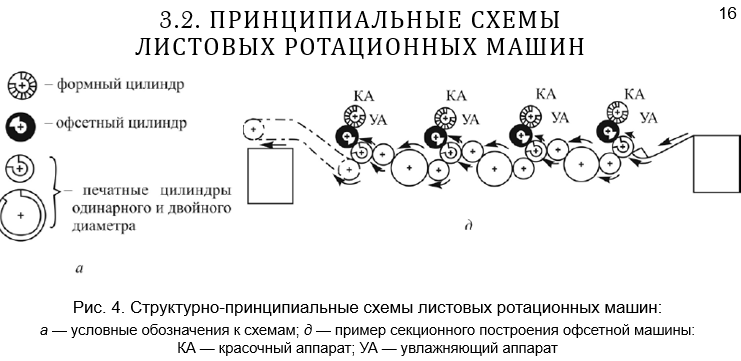 16
3.2. ПРИНЦИПИАЛЬНЫЕ СХЕМЫ
ЛИСТОВЫХ РОТАЦИОННЫХ МАШИН
– формный цилиндр
– офсетный цилиндр
– печатные цилиндры
одинарного и двойного
диаметра
а
КА
УА
КА
УА
КА
УА
КА
УА
д
Рис. 4. Структурно-принципиальные схемы листовых ротационных машин:
а — условные обозначения к схемам; д — пример секционного построения офсетной машины:
КА — красочный аппарат; УА — увлажняющий аппарат